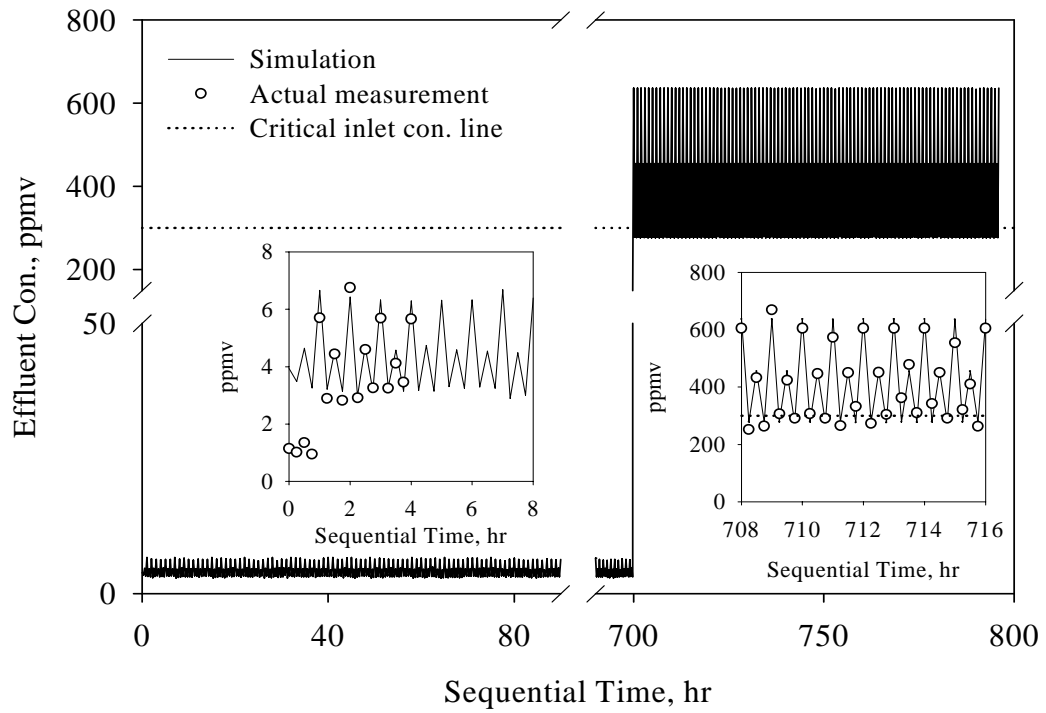 800
600
400
200
50
0
Effluent Con., ppmv
Simulation
Actual measurement
Critical inlet con. line
8
6
4
2
0
ppmv
0 2 4 6 8
Sequential Time, hr
800
600
400
200
0
ppmv
708 710 712 714 716
Sequential Time, hr
0 40 80 700 750 800
Sequential Time, hr